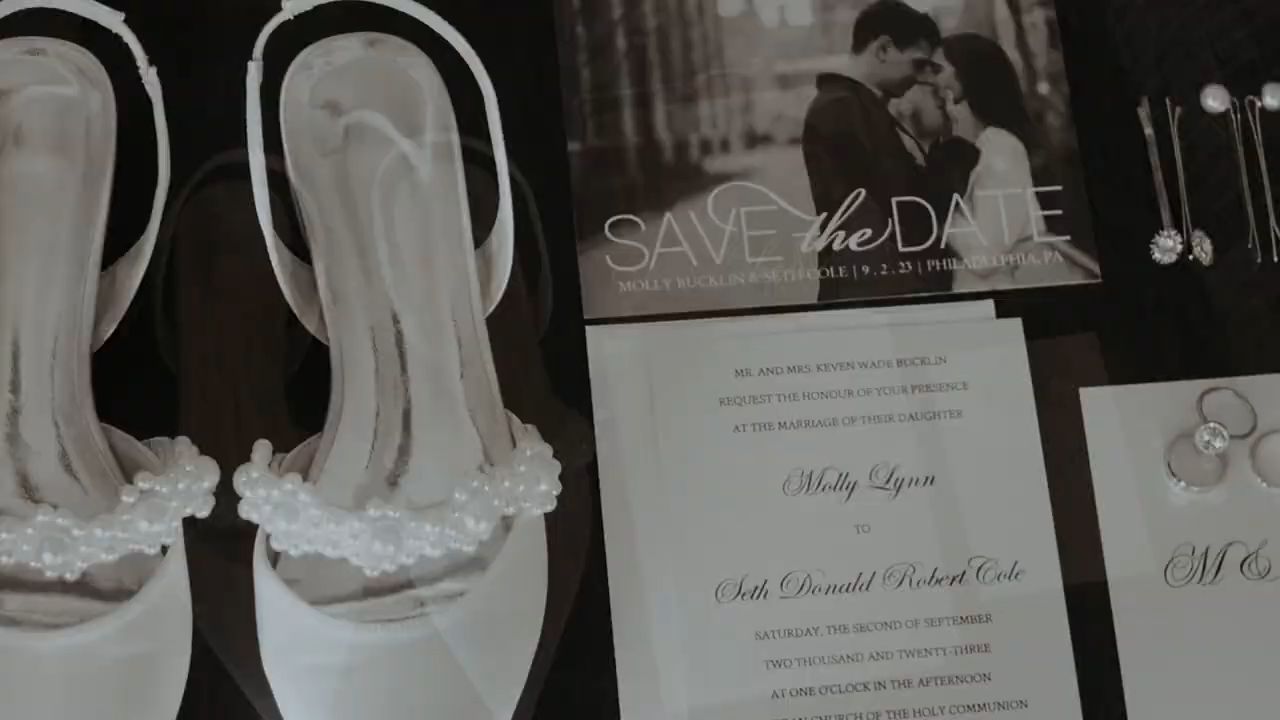 SAVE the DATE
MOLLY BUCKLIN & SETH COLE | 9.2.23 | PHILADELPHIA, PA
MR. AND MRS. KEVEN WADE BUCKLIN
REQUEST THE HONOUR OF YOUR PRESENCE
AT THE MARRIAGE OF THEIR DAUGHTER
Molly Lynn
TO
Seth Donald Robert Cole
SATURDAY, THE SECOND OF SEPTEMBER
TWO THOUSAND AND TWENTY-THREE
AT ONE O'CLOCK IN THE AFTERNOON
CHURCH OF THE HOLY COMMUNION
M &